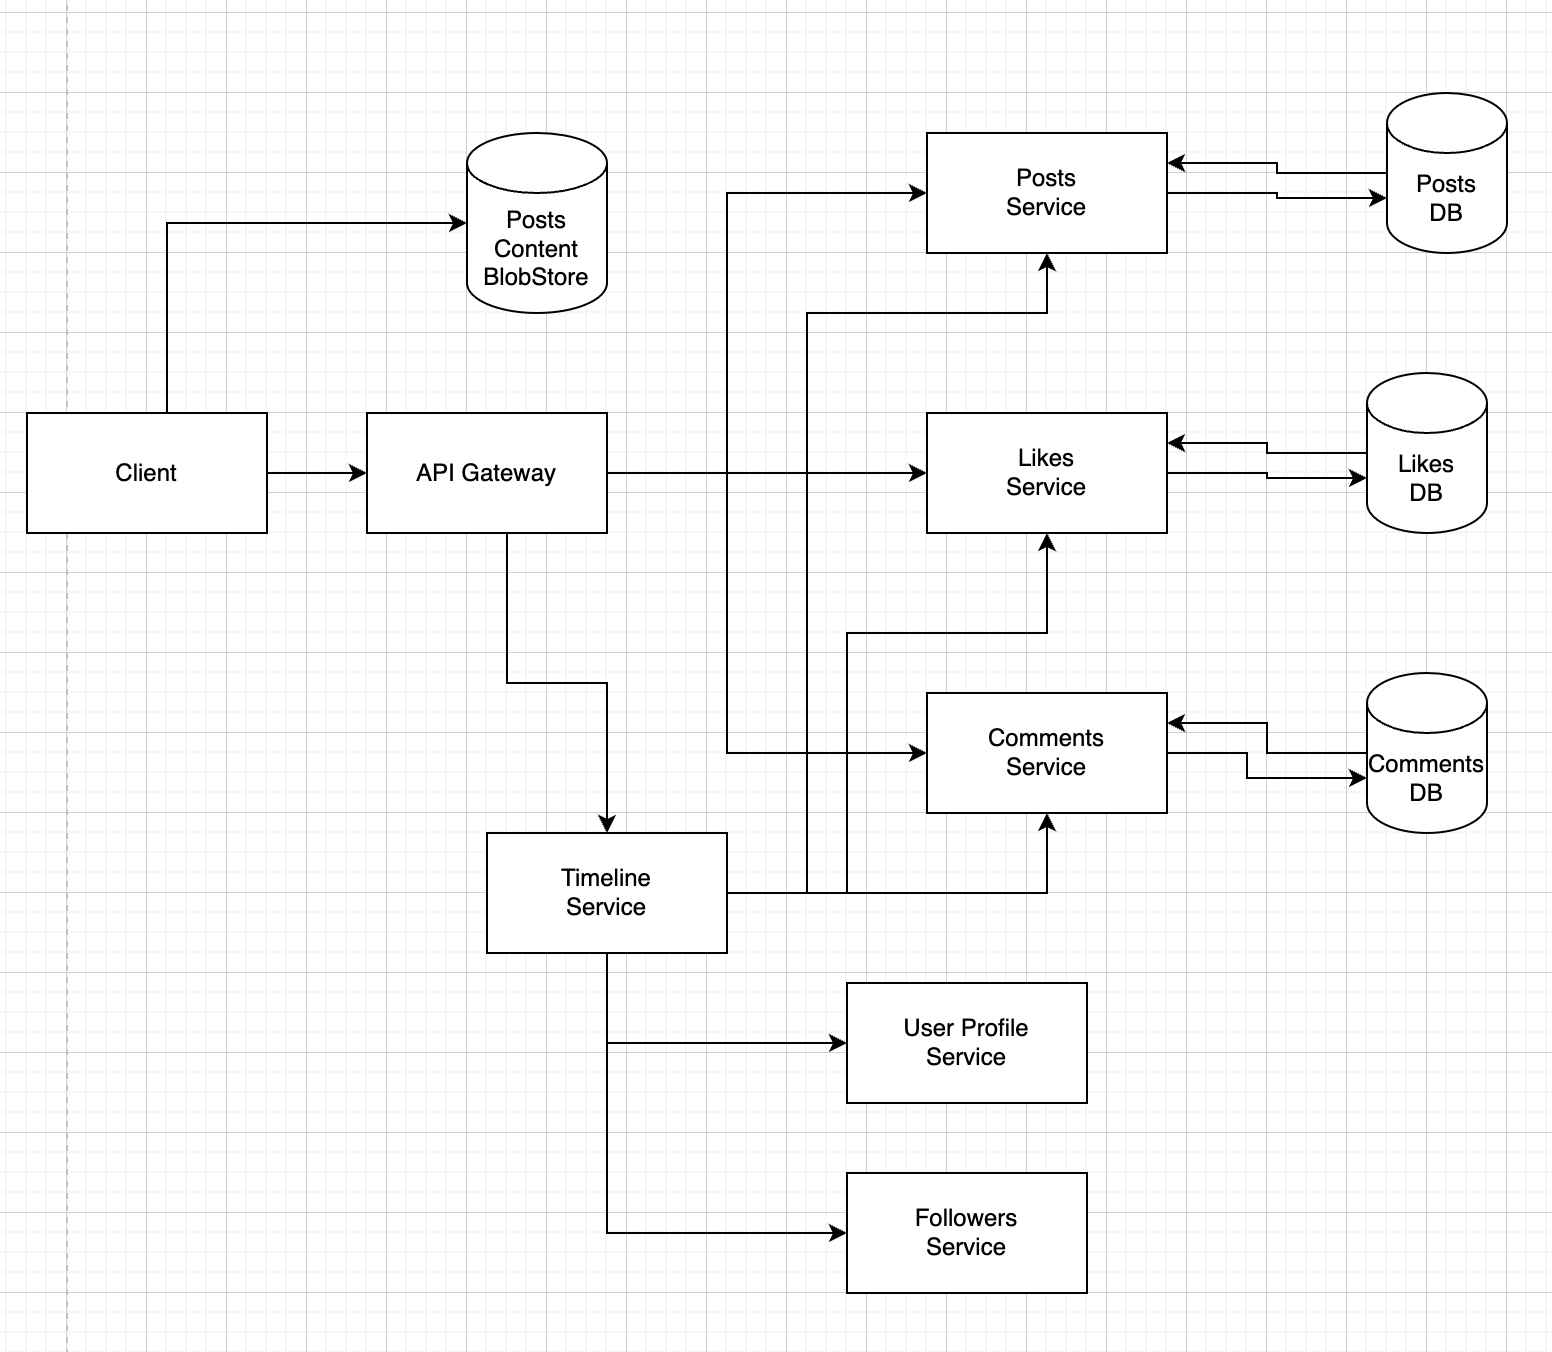 Posts
Service
Posts
DB
Posts
Content
BlobStore
Client
API Gateway
Likes
Service
Likes
DB
Comments
Service
Comments
DB
Timeline
Service
User Profile
Service
Followers
Service